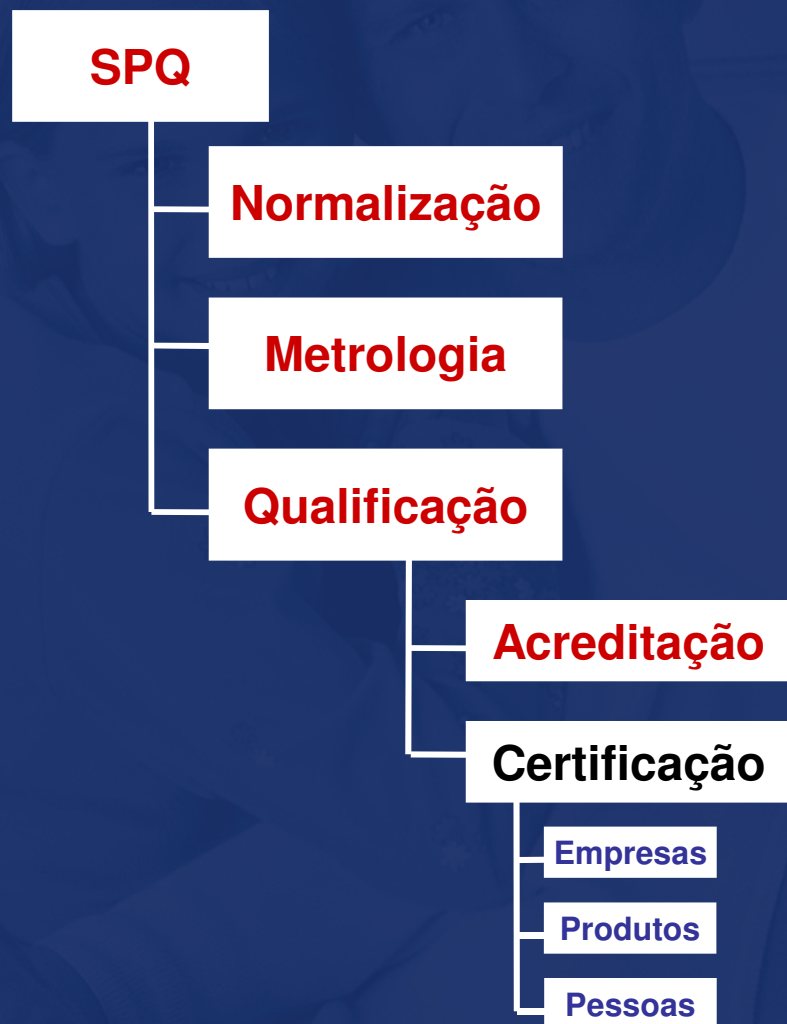 SPQ
Normalização
Metrologia
Qualificação
Acreditação
Certificação
Empresas
Produtos
Pessoas